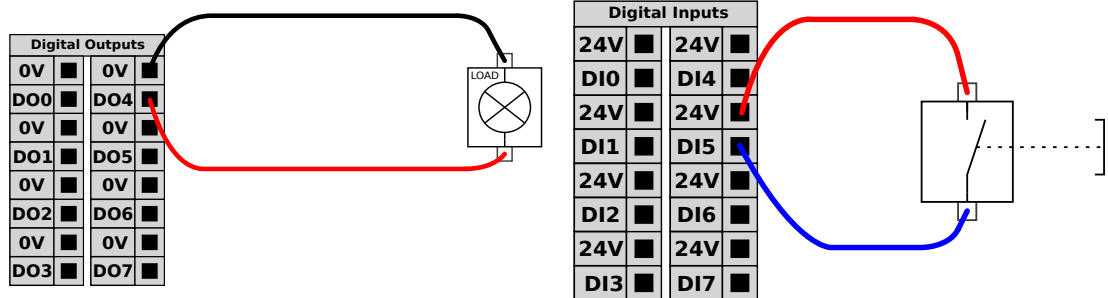 Digital Outputs
0V 0V
DO0 DO4
0V 0V
DO1 DO5
0V 0V
DO2 DO6
0V 0V
DO3 DO7
LOAD
Digital Inputs
24V 24V
DI0 DI4
24V 24V
DI1 DI5
24V 24V
DI2 DI6
24V 24V
DI3 DI7